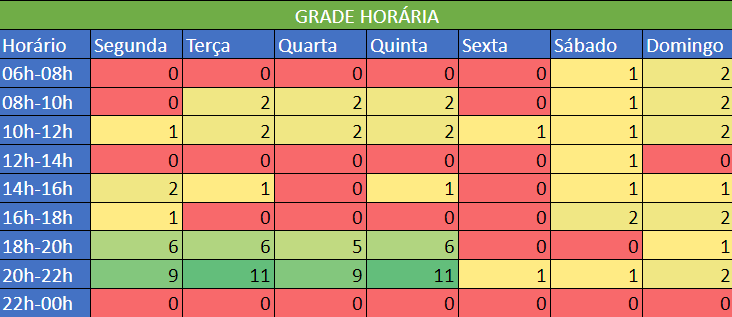 GRADE HORÁRIA
Horário Segunda Terça Quarta Quinta Sexta Sábado Domingo
06h-08h 0 0 0 0 0 1 2
08h-10h 0 2 2 2 0 1 2
10h-12h 1 2 2 2 1 1 2
12h-14h 0 0 0 0 0 1 0
14h-16h 2 1 0 1 0 1 1
16h-18h 1 0 0 0 0 2 2
18h-20h 6 6 5 6 0 0 1
20h-22h 9 11 9 11 1 1 2
22h-00h 0 0 0 0 0 0 0